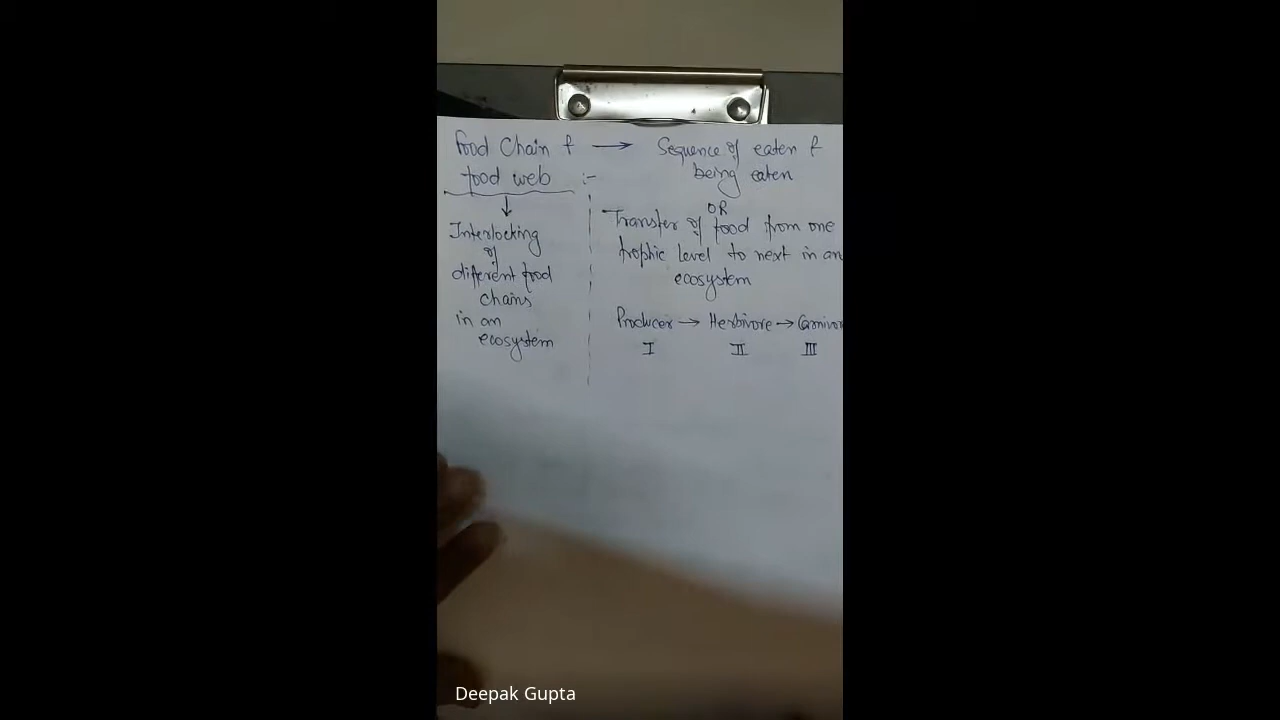 Food Chain & → Sequence of eaten &
food web :- being eaten
↓
Interlocking
of
different food
chains
in an
ecosystem
OR
Transfer of food from one
trophic level to next in an
ecosystem
Producer → Herbivore → Carnivor
I II III
Deepak Gupta